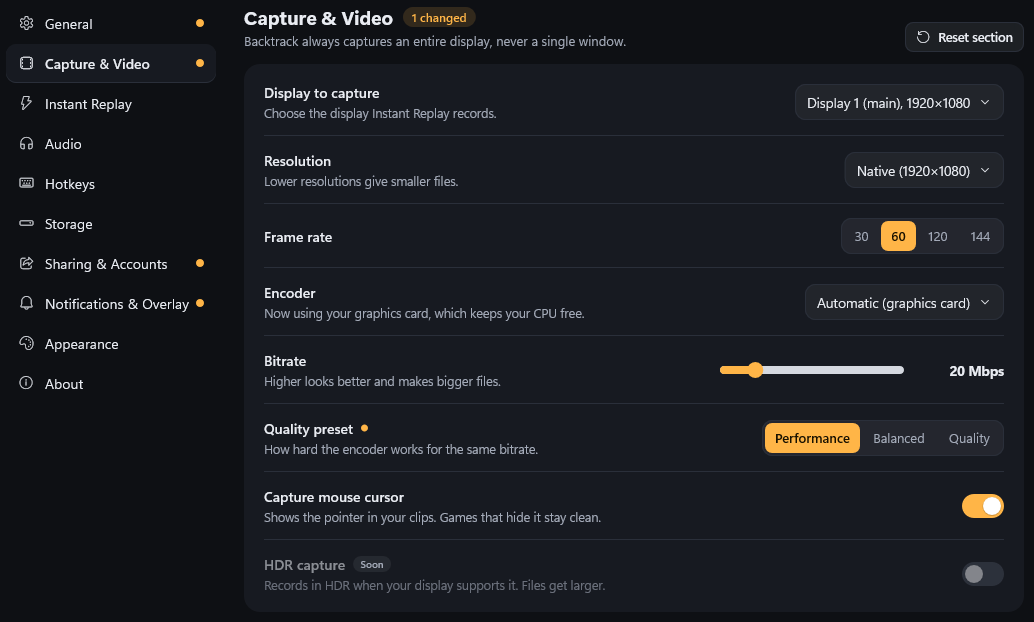 General
Capture & Video
Instant Replay
Audio
Hotkeys
Storage
Sharing & Accounts
Notifications & Overlay
Appearance
About
Capture & Video 1 changed
Backtrack always captures an entire display, never a single window.
Reset section
Display to capture
Choose the display Instant Replay records.
Display 1 (main), 1920×1080
Resolution
Lower resolutions give smaller files.
Native (1920×1080)
Frame rate
30 60 120 144
Encoder
Now using your graphics card, which keeps your CPU free.
Automatic (graphics card)
Bitrate
Higher looks better and makes bigger files.
20 Mbps
Quality preset
How hard the encoder works for the same bitrate.
Performance Balanced Quality
Capture mouse cursor
Shows the pointer in your clips. Games that hide it stay clean.
HDR capture Soon
Records in HDR when your display supports it. Files get larger.